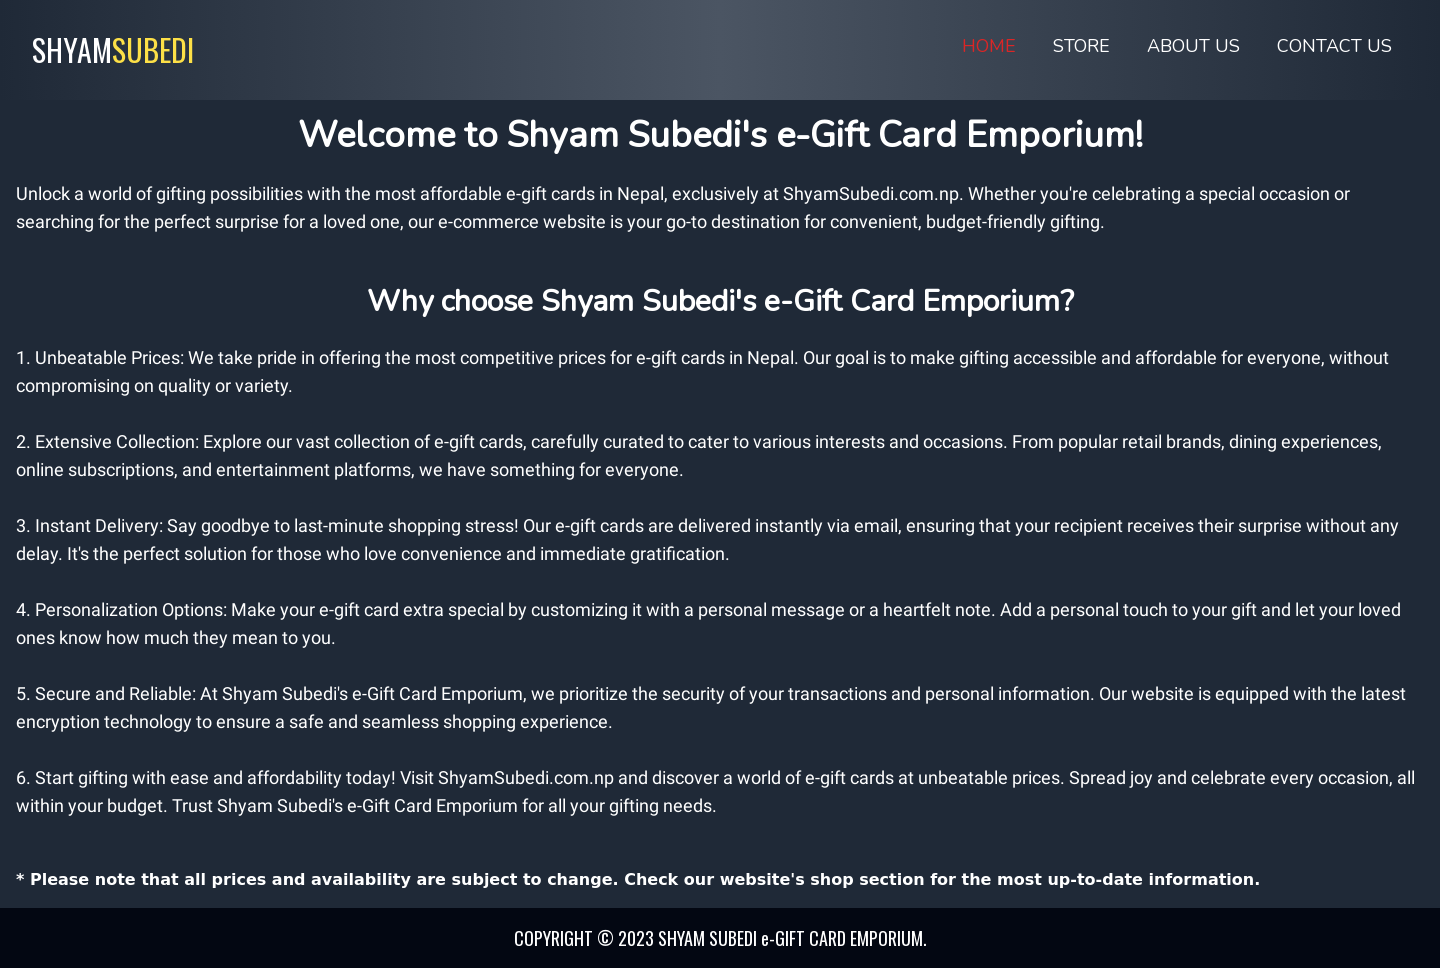 SHYAMSUBEDI
HOME STORE ABOUT US CONTACT US
Welcome to Shyam Subedi's e-Gift Card Emporium!
Unlock a world of gifting possibilities with the most affordable e-gift cards in Nepal, exclusively at ShyamSubedi.com.np. Whether you're celebrating a special occasion or
searching for the perfect surprise for a loved one, our e-commerce website is your go-to destination for convenient, budget-friendly gifting.
Why choose Shyam Subedi's e-Gift Card Emporium?
1. Unbeatable Prices: We take pride in offering the most competitive prices for e-gift cards in Nepal. Our goal is to make gifting accessible and affordable for everyone, without
compromising on quality or variety.
2. Extensive Collection: Explore our vast collection of e-gift cards, carefully curated to cater to various interests and occasions. From popular retail brands, dining experiences,
online subscriptions, and entertainment platforms, we have something for everyone.
3. Instant Delivery: Say goodbye to last-minute shopping stress! Our e-gift cards are delivered instantly via email, ensuring that your recipient receives their surprise without any
delay. It's the perfect solution for those who love convenience and immediate gratification.
4. Personalization Options: Make your e-gift card extra special by customizing it with a personal message or a heartfelt note. Add a personal touch to your gift and let your loved
ones know how much they mean to you.
5. Secure and Reliable: At Shyam Subedi's e-Gift Card Emporium, we prioritize the security of your transactions and personal information. Our website is equipped with the latest
encryption technology to ensure a safe and seamless shopping experience.
6. Start gifting with ease and affordability today! Visit ShyamSubedi.com.np and discover a world of e-gift cards at unbeatable prices. Spread joy and celebrate every occasion, all
within your budget. Trust Shyam Subedi's e-Gift Card Emporium for all your gifting needs.
* Please note that all prices and availability are subject to change. Check our website's shop section for the most up-to-date information.
COPYRIGHT © 2023 SHYAM SUBEDI e-GIFT CARD EMPORIUM.